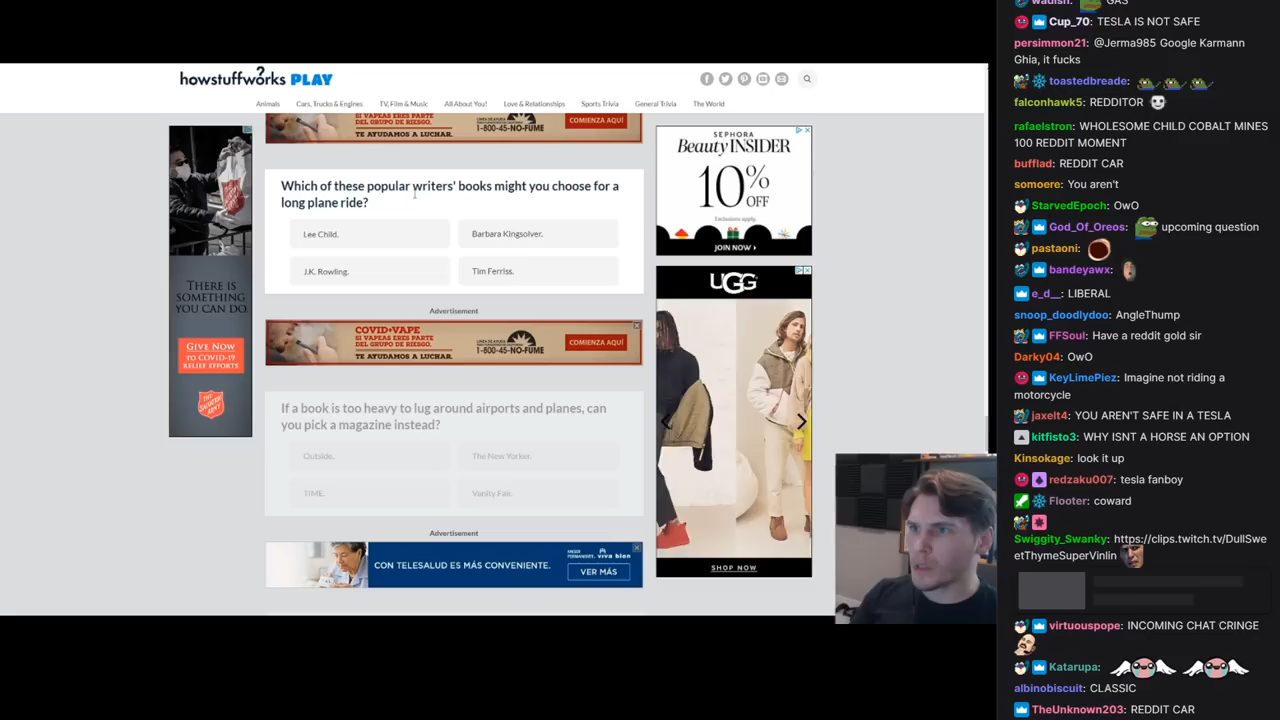 howstuffworks PLAY
Animals
Cars, Trucks & Engines
TV, Film & Music
All About You!
Love & Relationships
Sports Trivia
General Trivia
The World
SI VAPEAS ERES PARTE
DEL GRUPO DE RIESGO.
TE AYUDAMOS A LUCHAR.
1-800-45-NO-FUME
COMIENZA AQUÍ
THERE IS
SOMETHING
YOU CAN DO
GIVE NOW
TO COVID-19
RELIEF EFFORTS
Which of these popular writers' books might you choose for a
long plane ride?
Lee Child.
Barbara Kingsolver.
J.K. Rowling.
Tim Ferriss.
Advertisement
COVID+VAPE
SI VAPEAS ERES PARTE
DEL GRUPO DE RIESGO.
TE AYUDAMOS A LUCHAR.
1-800-45-NO-FUME
COMIENZA AQUÍ
If a book is too heavy to lug around airports and planes, can
you pick a magazine instead?
Outside.
The New Yorker.
TIME.
Vanity Fair.
Advertisement
CON TELESALUD ES MÁS CONVENIENTE.
viva bien
VER MÁS
SEPHORA
Beauty INSIDER
10% OFF
Exclusions apply.
JOIN NOW
UGG
SHOP NOW
GAS
Cup_70: TESLA IS NOT SAFE
persimmon21: @Jerma985 Google Karmann
Ghia, it fucks
toastedbreade:
falconhawk5: REDDITOR
rafaelstron: WHOLESOME CHILD COBALT MINES
100 REDDIT MOMENT
bufflad: REDDIT CAR
somoere: You aren't
StarvedEpoch: OwO
God_Of_Oreos: upcoming question
pastaoni:
bandeyawx:
e_d__: LIBERAL
snoop_doodlydoo: AngleThump
FFSoul: Have a reddit gold sir
Darky04: OwO
KeyLimePiez: Imagine not riding a
motorcycle
jaxelt4: YOU AREN'T SAFE IN A TESLA
kitfisto3: WHY ISNT A HORSE AN OPTION
Kinsokage: look it up
redzaku007: tesla fanboy
Flooter: coward
Swiggity_Swanky: https://clips.twitch.tv/DullSwe
etThymeSuperVinlin
virtuouspope: INCOMING CHAT CRINGE
Katarupa:
albinobiscuit: CLASSIC
TheUnknown203: REDDIT CAR